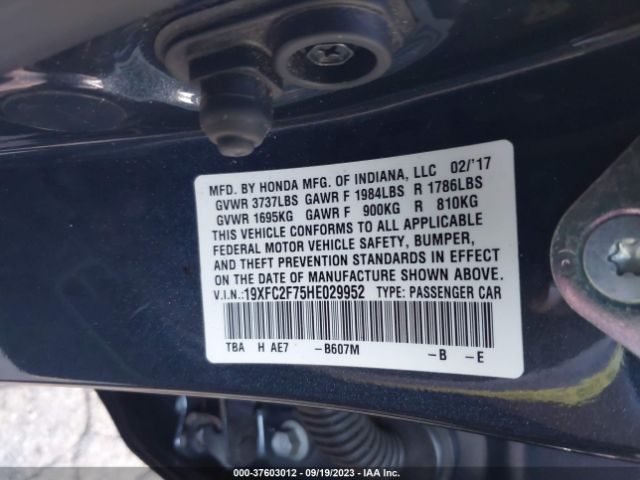 MFD. BY HONDA MFG. OF INDIANA, LLC 02/'17
GVWR 3737LBS GAWR F 1984LBS R 1786LBS
GVWR 1695KG GAWR F 900KG R 810KG
THIS VEHICLE CONFORMS TO ALL APPLICABLE
FEDERAL MOTOR VEHICLE SAFETY, BUMPER,
AND THEFT PREVENTION STANDARDS IN EFFECT
ON THE DATE OF MANUFACTURE SHOWN ABOVE.
V.I.N.:19XFC2F75HE029952 TYPE: PASSENGER CAR
TBA H AE7 -B607M -B -E
000-37603012 - 09/19/2023 - IAA Inc.